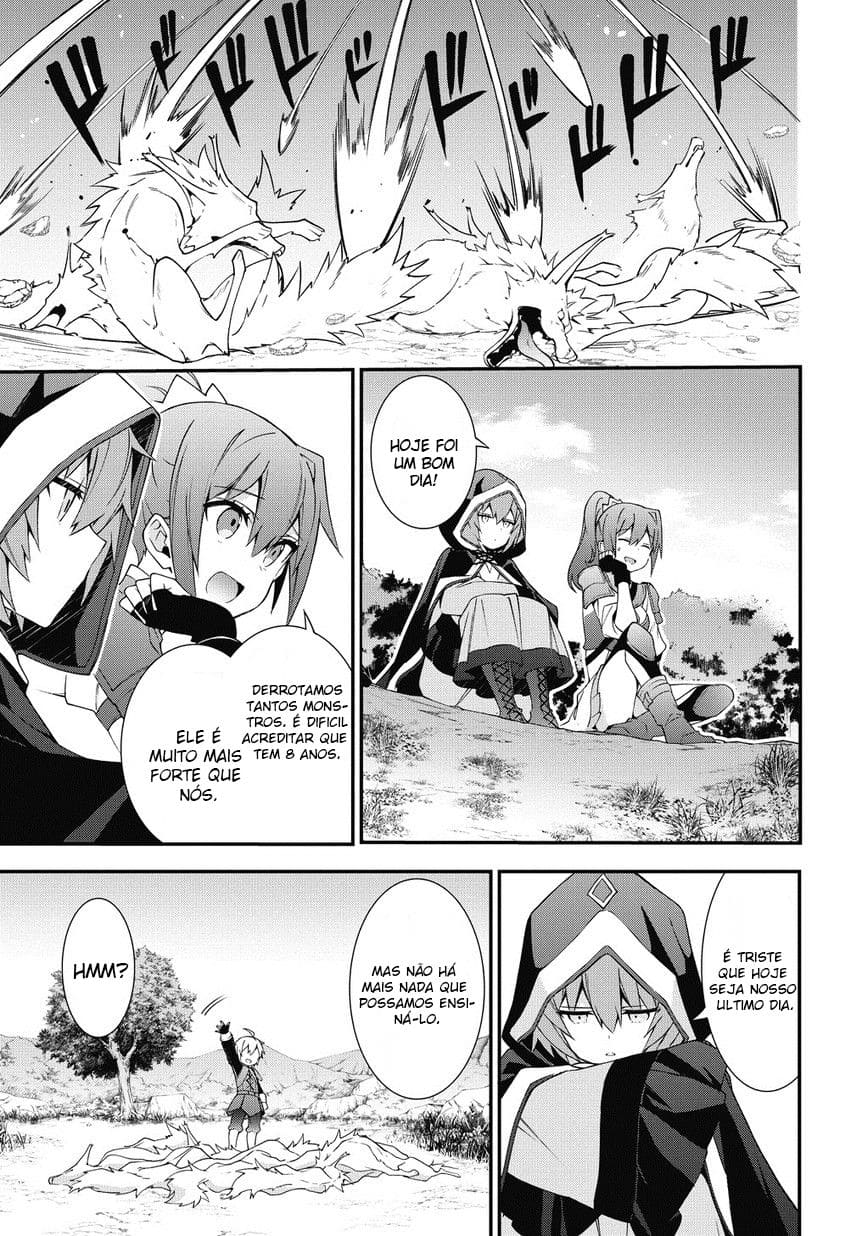 ドドドドドドドド
HOJE FOI
UM BOM
DIA!
DERROTAMOS
TANTOS MONS-
TROS. É DIFICIL
ACREDITAR QUE
TEM 8 ANOS.
ELE É
MUITO MAIS
FORTE QUE
NÓS.
É TRISTE
QUE HOJE
SEJA NOSSO
ULTIMO DIA.
MAS NÃO HÁ
MAIS NADA QUE
POSSAMOS ENSI-
NÁ-LO.
HMM?